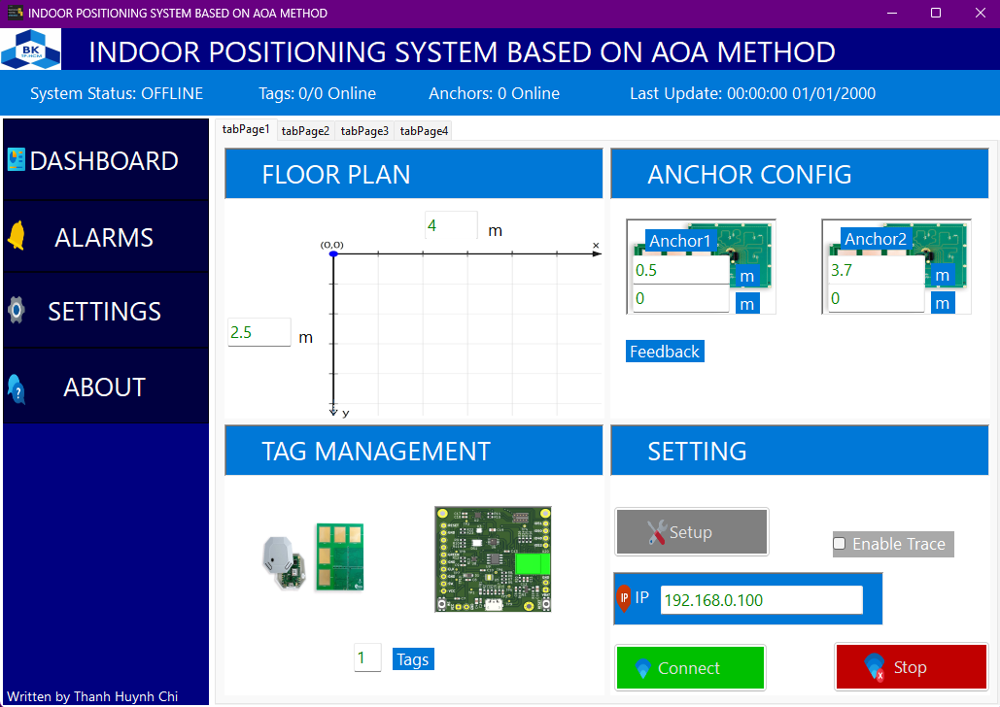 INDOOR POSITIONING SYSTEM BASED ON AOA METHOD
BK
TP.HCM
INDOOR POSITIONING SYSTEM BASED ON AOA METHOD
System Status: OFFLINE Tags: 0/0 Online Anchors: 0 Online Last Update: 00:00:00 01/01/2000
tabPage1 tabPage2 tabPage3 tabPage4
DASHBOARD
ALARMS
SETTINGS
ABOUT
Written by Thanh Huynh Chi
FLOOR PLAN
4 m
(0,0) x
2.5 m
y
ANCHOR CONFIG
Anchor1
0.5 m
0 m
Anchor2
3.7 m
0 m
Feedback
TAG MANAGEMENT
1 Tags
SETTING
Setup
Enable Trace
IP IP 192.168.0.100
Connect
Stop